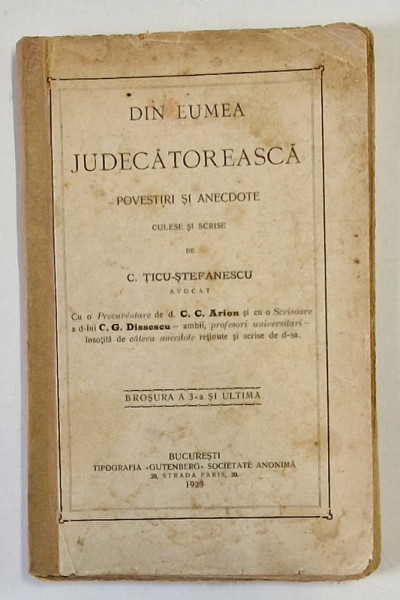 DIN LUMEA
JUDECĂTOREASCĂ
POVESTIRI ȘI ANECDOTE
CULESE ȘI SCRISE
DE
C. ȚICU-ȘTEFANESCU
AVOCAT
Cu o Precuvêntare de d. C. C. Arion și cu o Scrisoare
a d-lui C. G. Dissescu — ambii, profesori universitari —
însoțită de câteva anecdote reținute și scrise de d-sa.
BROȘURA A 3-a ȘI ULTIMA
BUCUREȘTI
TIPOGRAFIA «GUTENBERG» SOCIETATE ANONIMĂ
20, STRADA PARIS, 20.
1923